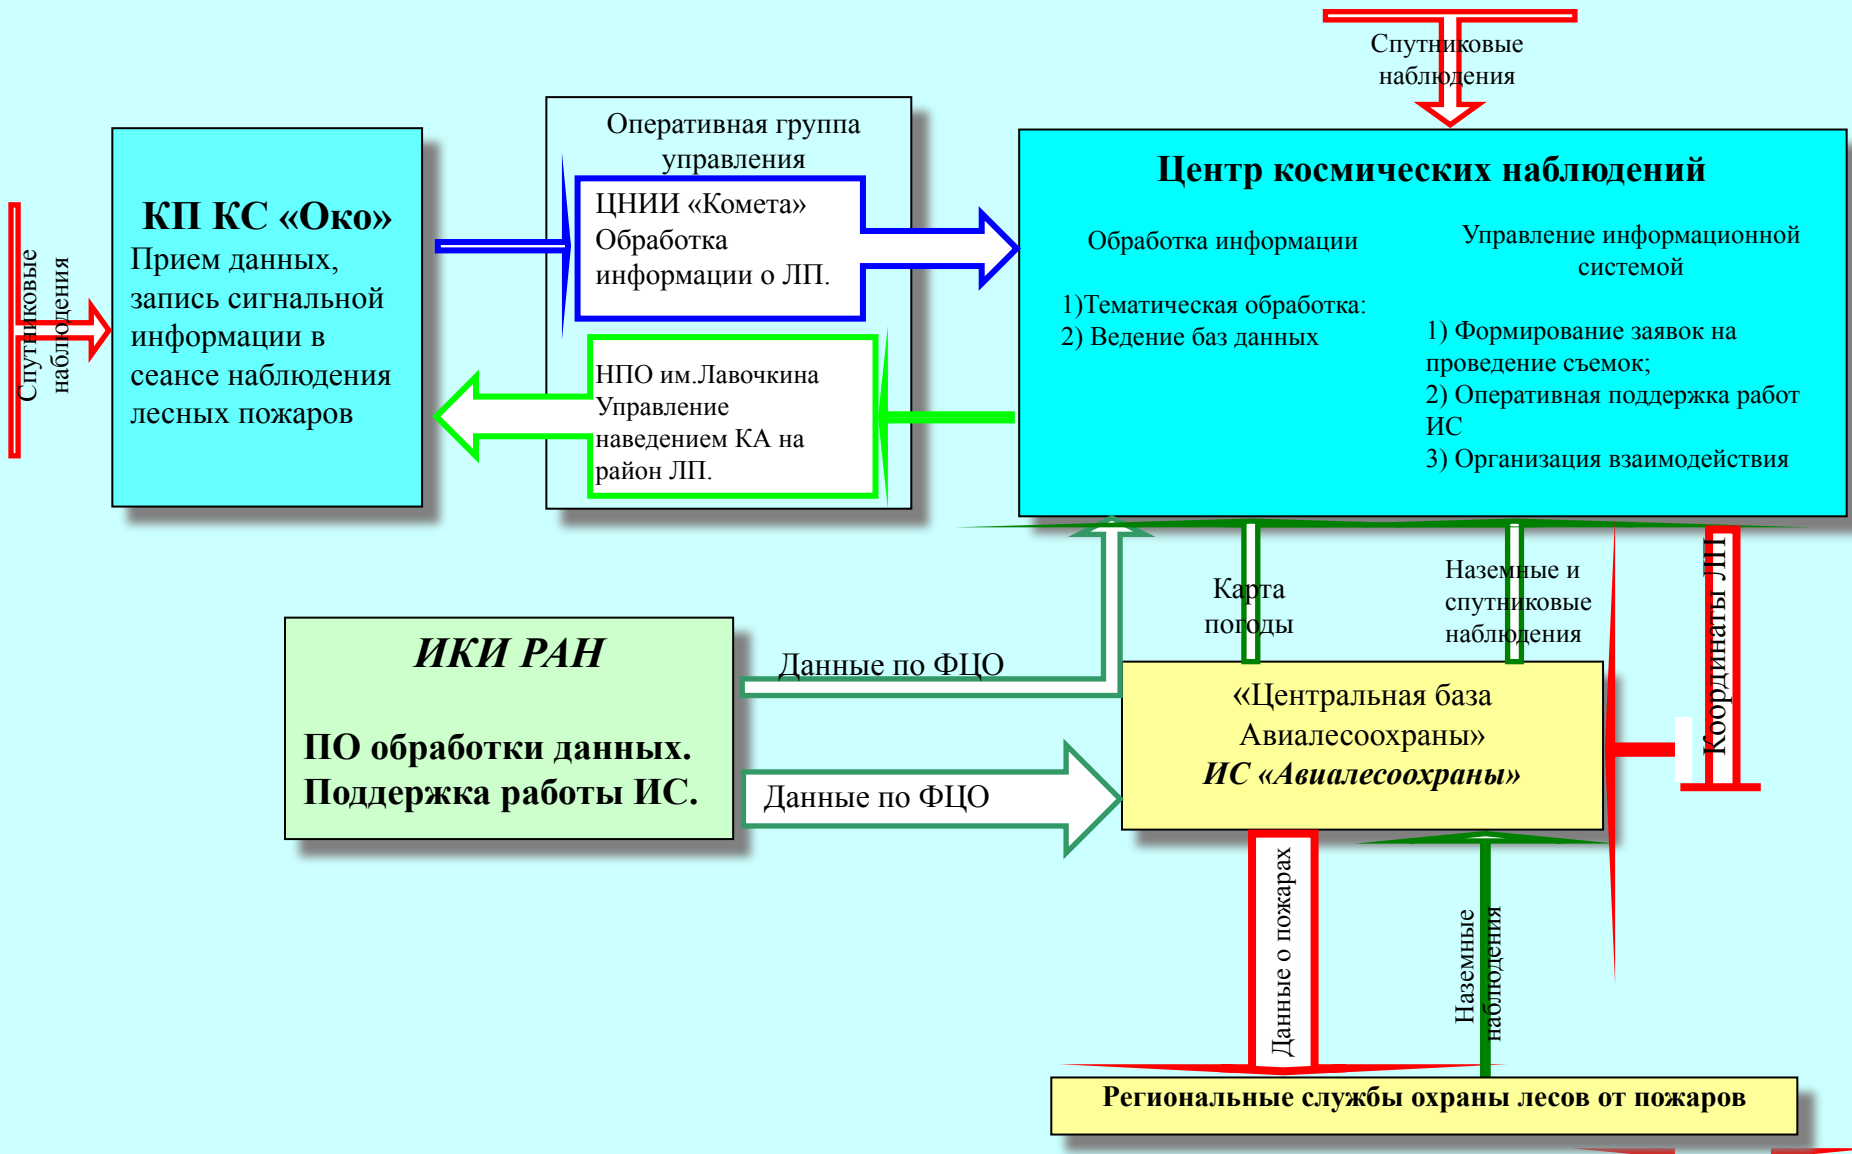 Спутниковые
наблюдения
Спутниковые
наблюдения
КП КС «Око»
Прием данных,
запись сигнальной
информации в
сеансе наблюдения
лесных пожаров
Оперативная группа
управления
ЦНИИ «Комета»
Обработка
информации о ЛП.
НПО им.Лавочкина
Управление
наведением КА на
район ЛП.
Центр космических наблюдений
Обработка информации
1)Тематическая обработка:
2) Ведение баз данных
Управление информационной
системой
1) Формирование заявок на
проведение съемок;
2) Оперативная поддержка работ
ИС
3) Организация взаимодействия
Карта
погоды
Наземные и
спутниковые
наблюдения
Координаты ЛП
ИКИ РАН
ПО обработки данных.
Поддержка работы ИС.
Данные по ФЦО
Данные по ФЦО
«Центральная база
Авиалесоохраны»
ИС «Авиалесоохраны»
Данные о пожарах
Наземные
наблюдения
Региональные службы охраны лесов от пожаров